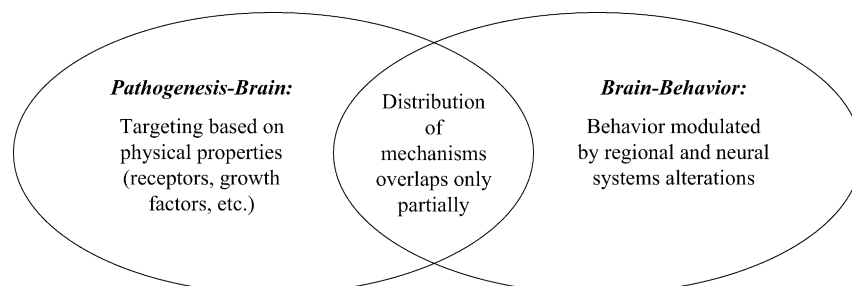 Pathogenesis-Brain:
Targeting based on
physical properties
(receptors, growth
factors, etc.)
Distribution
of
mechanisms
overlaps only
partially
Brain-Behavior:
Behavior modulated
by regional and neural
systems alterations